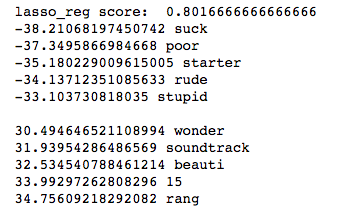 lasso_reg score:  0.8016666666666666
-38.21068197450742 suck
-37.3495866984668 poor
-35.180229009615005 starter
-34.13712351085633 rude
-33.103730818035 stupid
30.494646521108994 wonder
31.93954286486569 soundtrack
32.534540788461214 beauti
33.99297262808296 15
34.75609218292082 rang